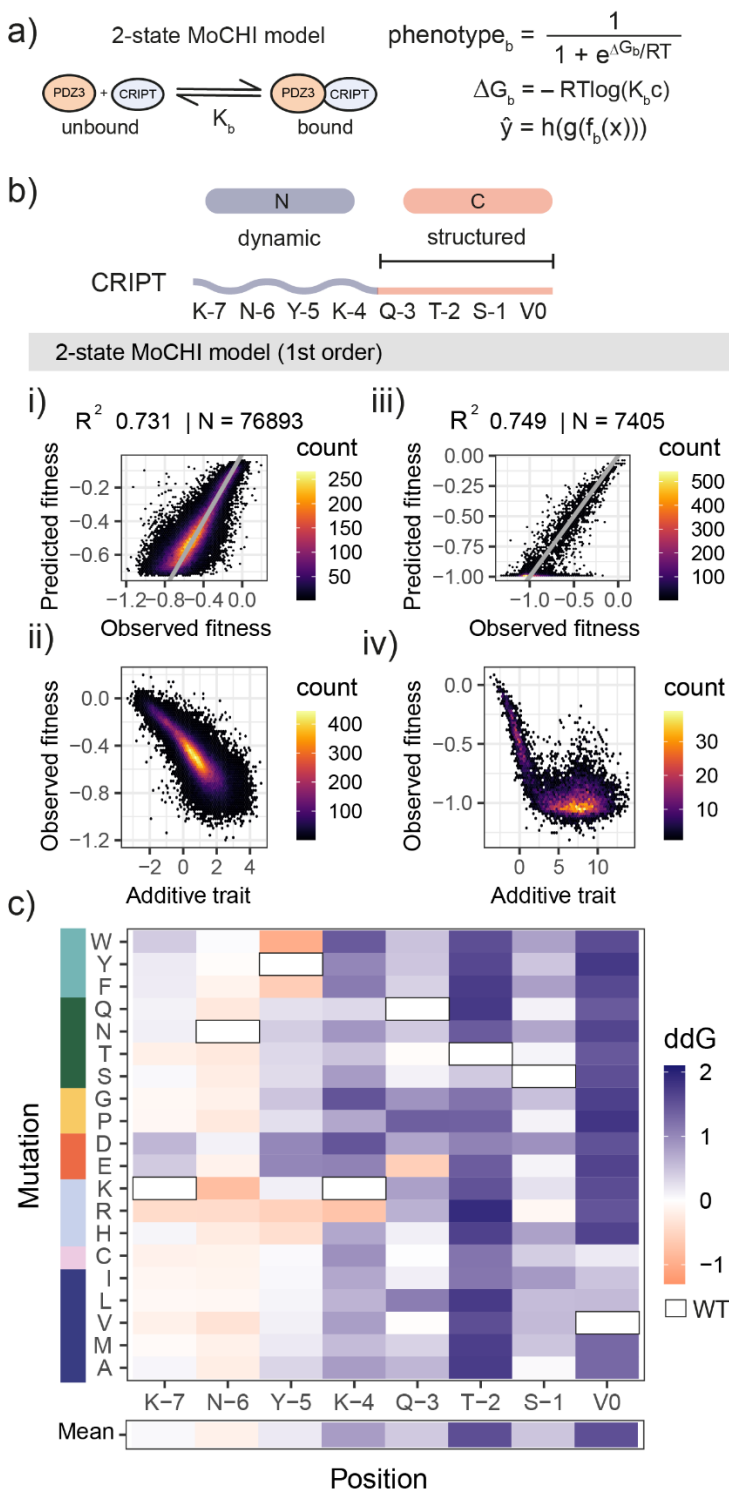 a)
2-state MoCHI model
PDZ3 + CRIPT
PDZ3 CRIPT
unbound
K_b
bound
phenotype_b = 1 / (1 + e^{ΔG_b/RT})
ΔG_b = – RTlog(K_b c)
ŷ = h(g(f_b(x)))
b)
N
C
dynamic
structured
CRIPT
K-7 N-6 Y-5 K-4 Q-3 T-2 S-1 V0
2-state MoCHI model (1st order)
i)
R² 0.731 | N = 76893
Predicted fitness
−0.2
−0.4
−0.6
−1.2 −0.8 −0.4 0.0
Observed fitness
count
250
200
150
100
50
iii)
R² 0.749 | N = 7405
Predicted fitness
0.00
−0.25
−0.50
−0.75
−1.00
−1.0 −0.5 0.0
Observed fitness
count
500
400
300
200
100
ii)
Observed fitness
0.0
−0.4
−0.8
−1.2
−2 0 2 4
Additive trait
count
400
300
200
100
iv)
Observed fitness
0.0
−0.5
−1.0
0 5 10
Additive trait
count
30
20
10
c)
Mutation
W
Y
F
Q
N
T
S
G
P
D
E
K
R
H
C
I
L
V
M
A
K−7 N−6 Y−5 K−4 Q−3 T−2 S−1 V0
Mean
Position
ddG
2
1
0
−1
WT